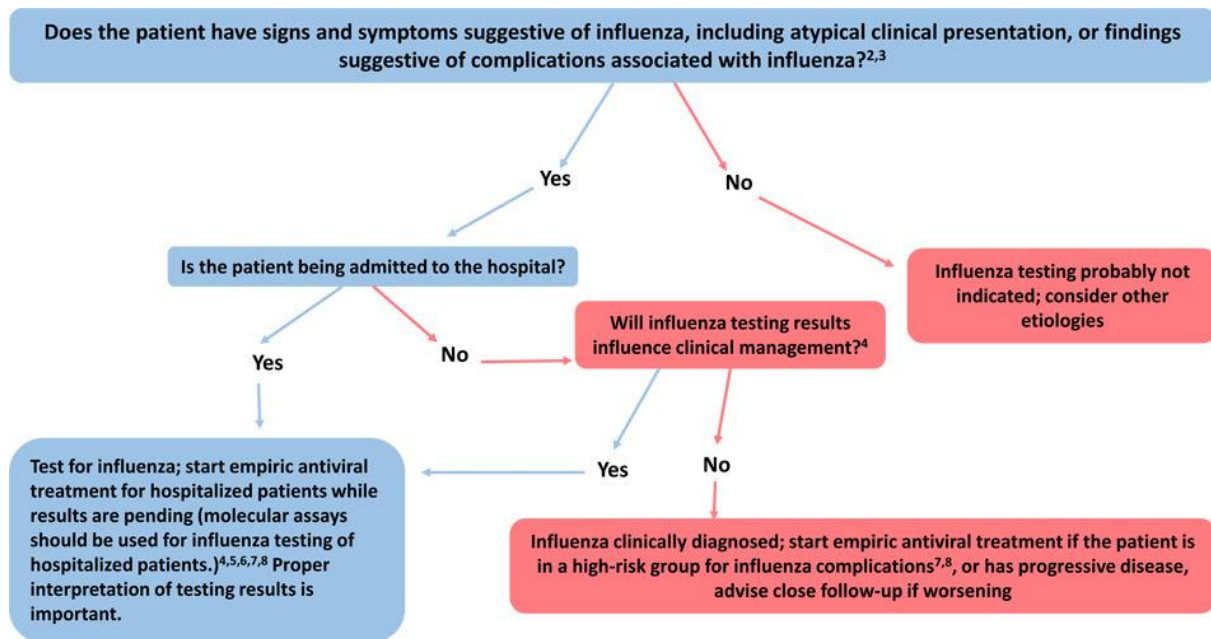 Does the patient have signs and symptoms suggestive of influenza, including atypical clinical presentation, or findings
suggestive of complications associated with influenza?2,3
Yes
No
Is the patient being admitted to the hospital?
Influenza testing probably not
indicated; consider other
etiologies
Will influenza testing results
influence clinical management?4
Yes
No
Test for influenza; start empiric antiviral
treatment for hospitalized patients while
results are pending (molecular assays
should be used for influenza testing of
hospitalized patients.)4,5,6,7,8 Proper
interpretation of testing results is
important.
Yes
No
Influenza clinically diagnosed; start empiric antiviral treatment if the patient is
in a high-risk group for influenza complications7,8, or has progressive disease,
advise close follow-up if worsening